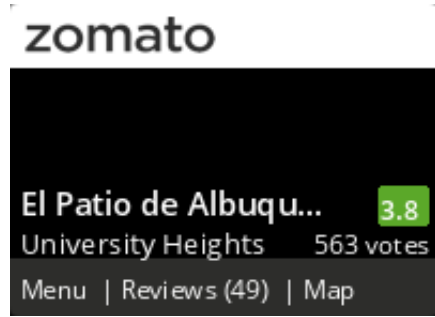 zomato
El Patio de Albuqu... 3.8
University Heights 563 votes
Menu | Reviews (49) | Map